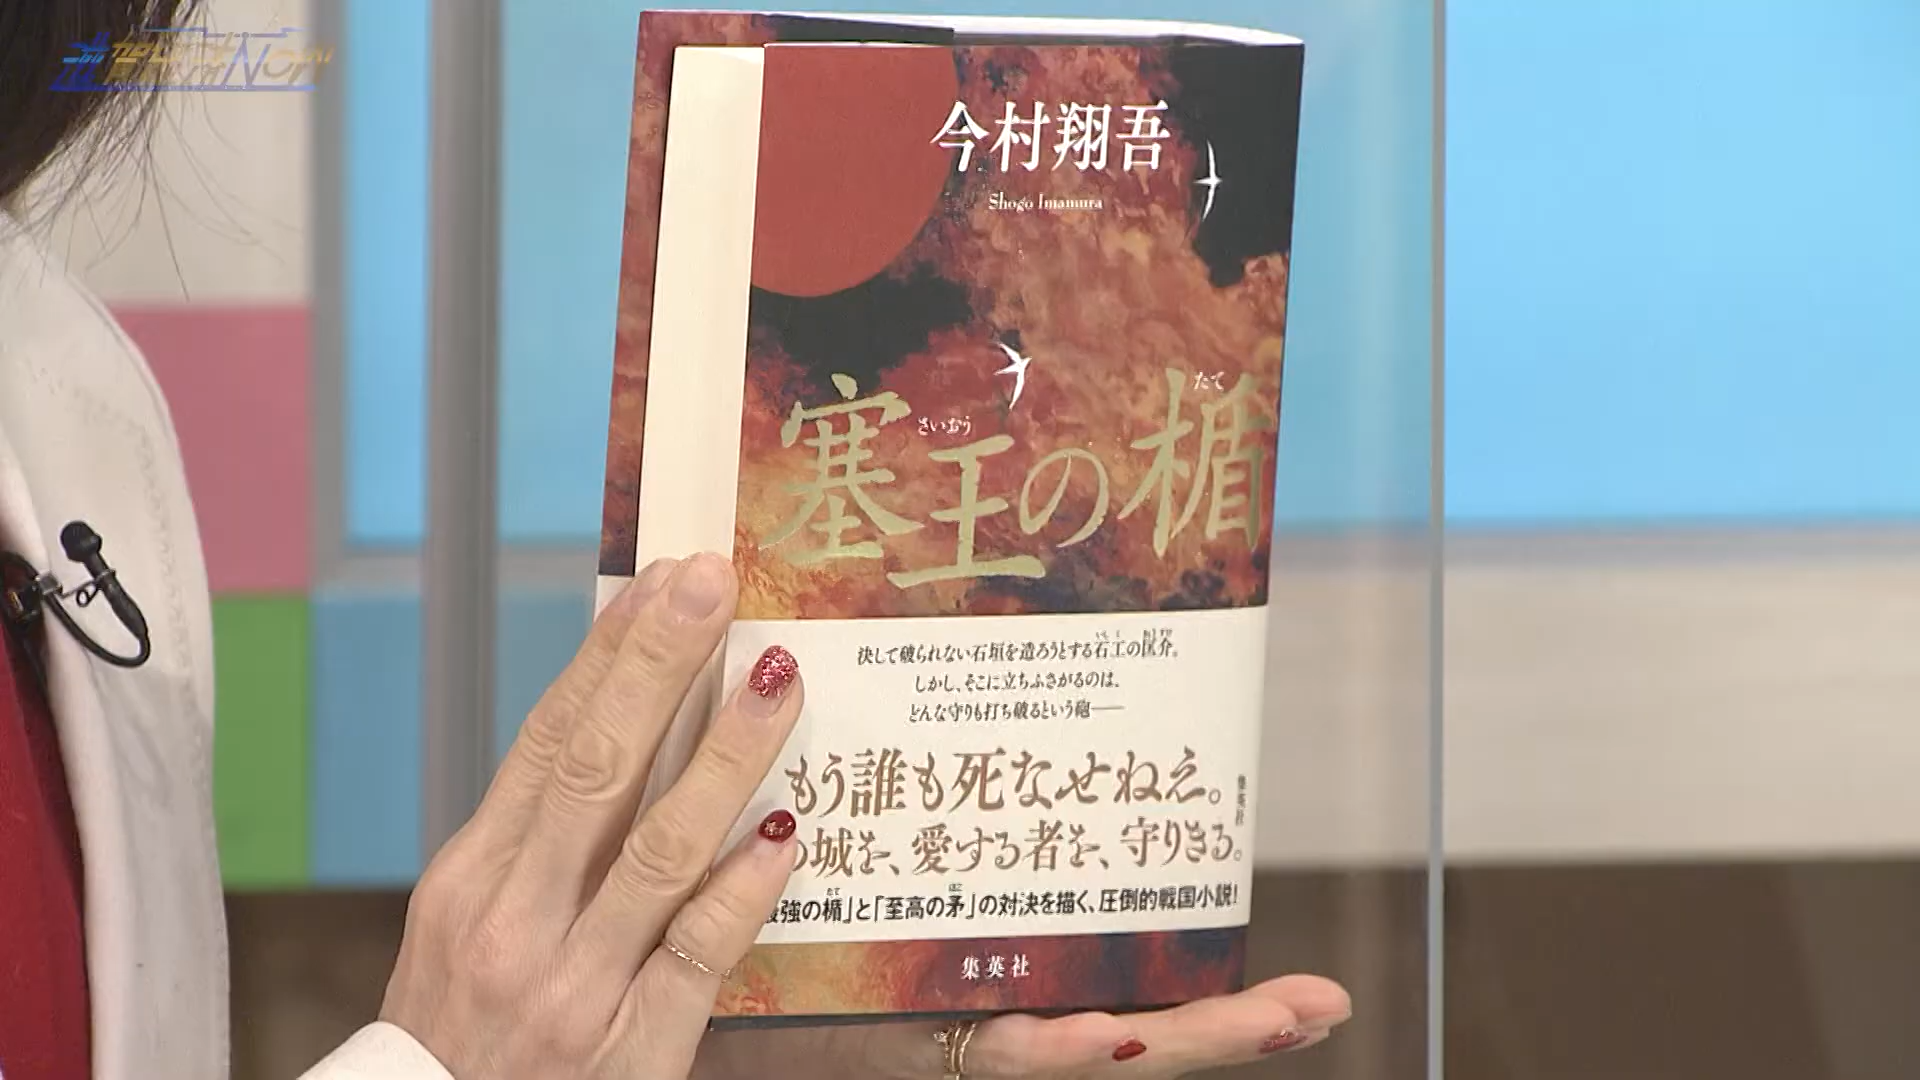 今村翔吾
Shogo Imamura
塞王の楯
さいおう
たて
決して破られない石垣を造ろうとする石工の匡介。
しかし、そこに立ちふさがるのは、
どんな守りも打ち破るという砲——
もう誰も死なせねえ。
城を、愛する者を、守りきる。
強の楯」と「至高の矛」の対決を描く、圧倒的戦国小説!
たて
ほこ
集英社
集英社